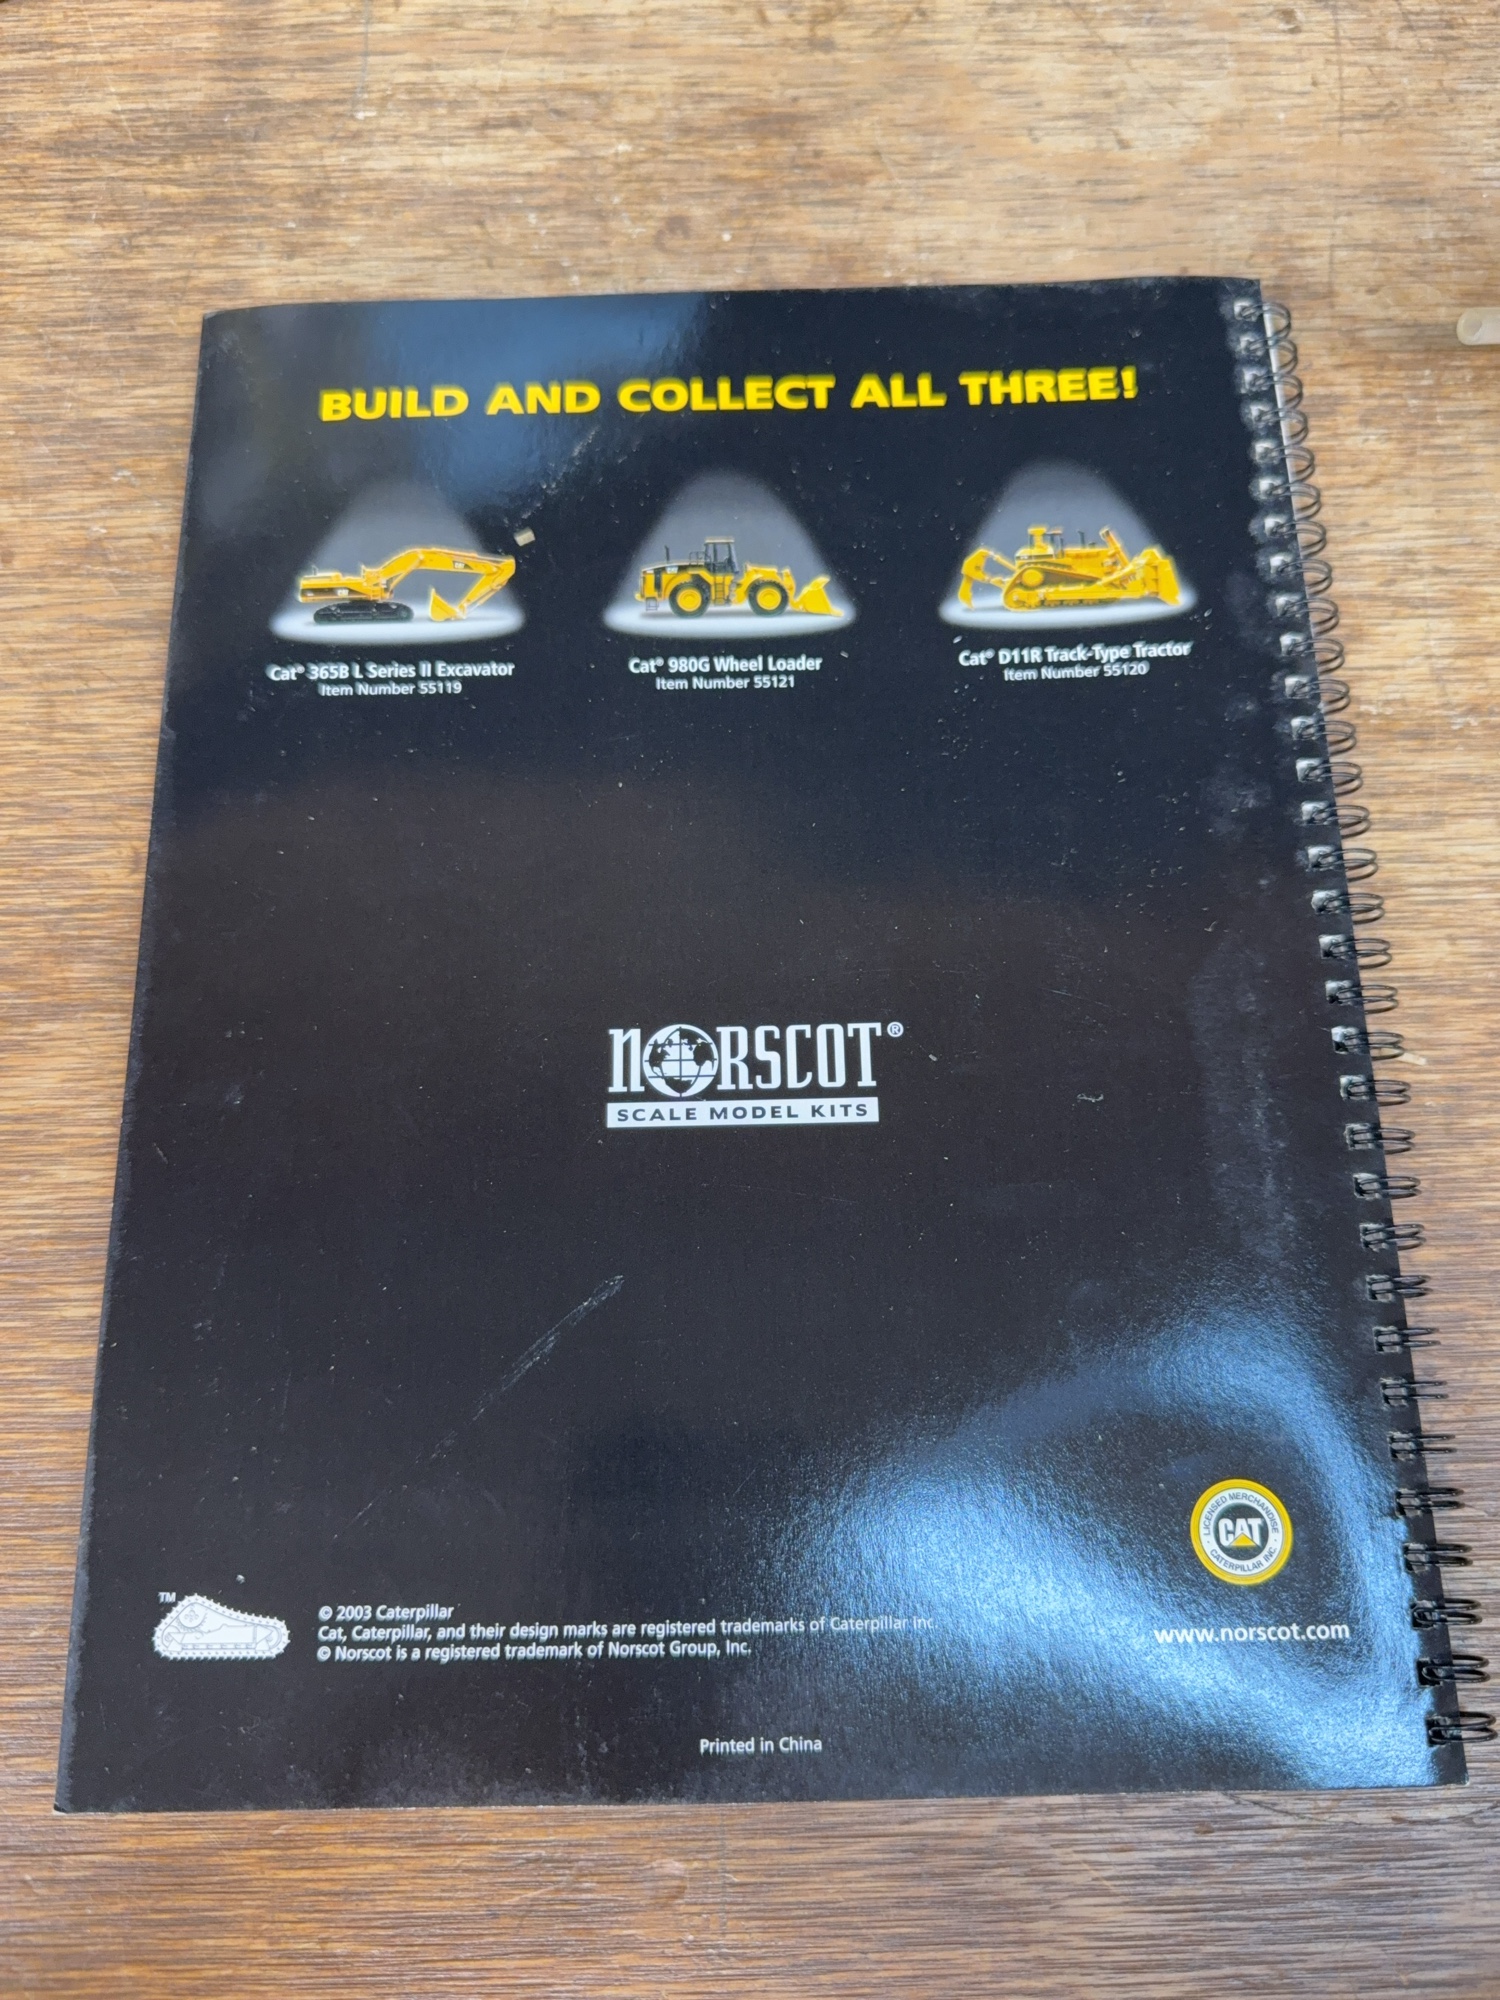 BUILD AND COLLECT ALL THREE!
Cat® 365B L Series II Excavator
Item Number 55119
Cat® 980G Wheel Loader
Item Number 55121
Cat® D11R Track-Type Tractor
Item Number 55120
NORSCOT®
SCALE MODEL KITS
LICENSED MERCHANDISE
CAT
CATERPILLAR INC.
TM
© 2003 Caterpillar
Cat, Caterpillar, and their design marks are registered trademarks of Caterpillar Inc.
© Norscot is a registered trademark of Norscot Group, Inc.
www.norscot.com
Printed in China